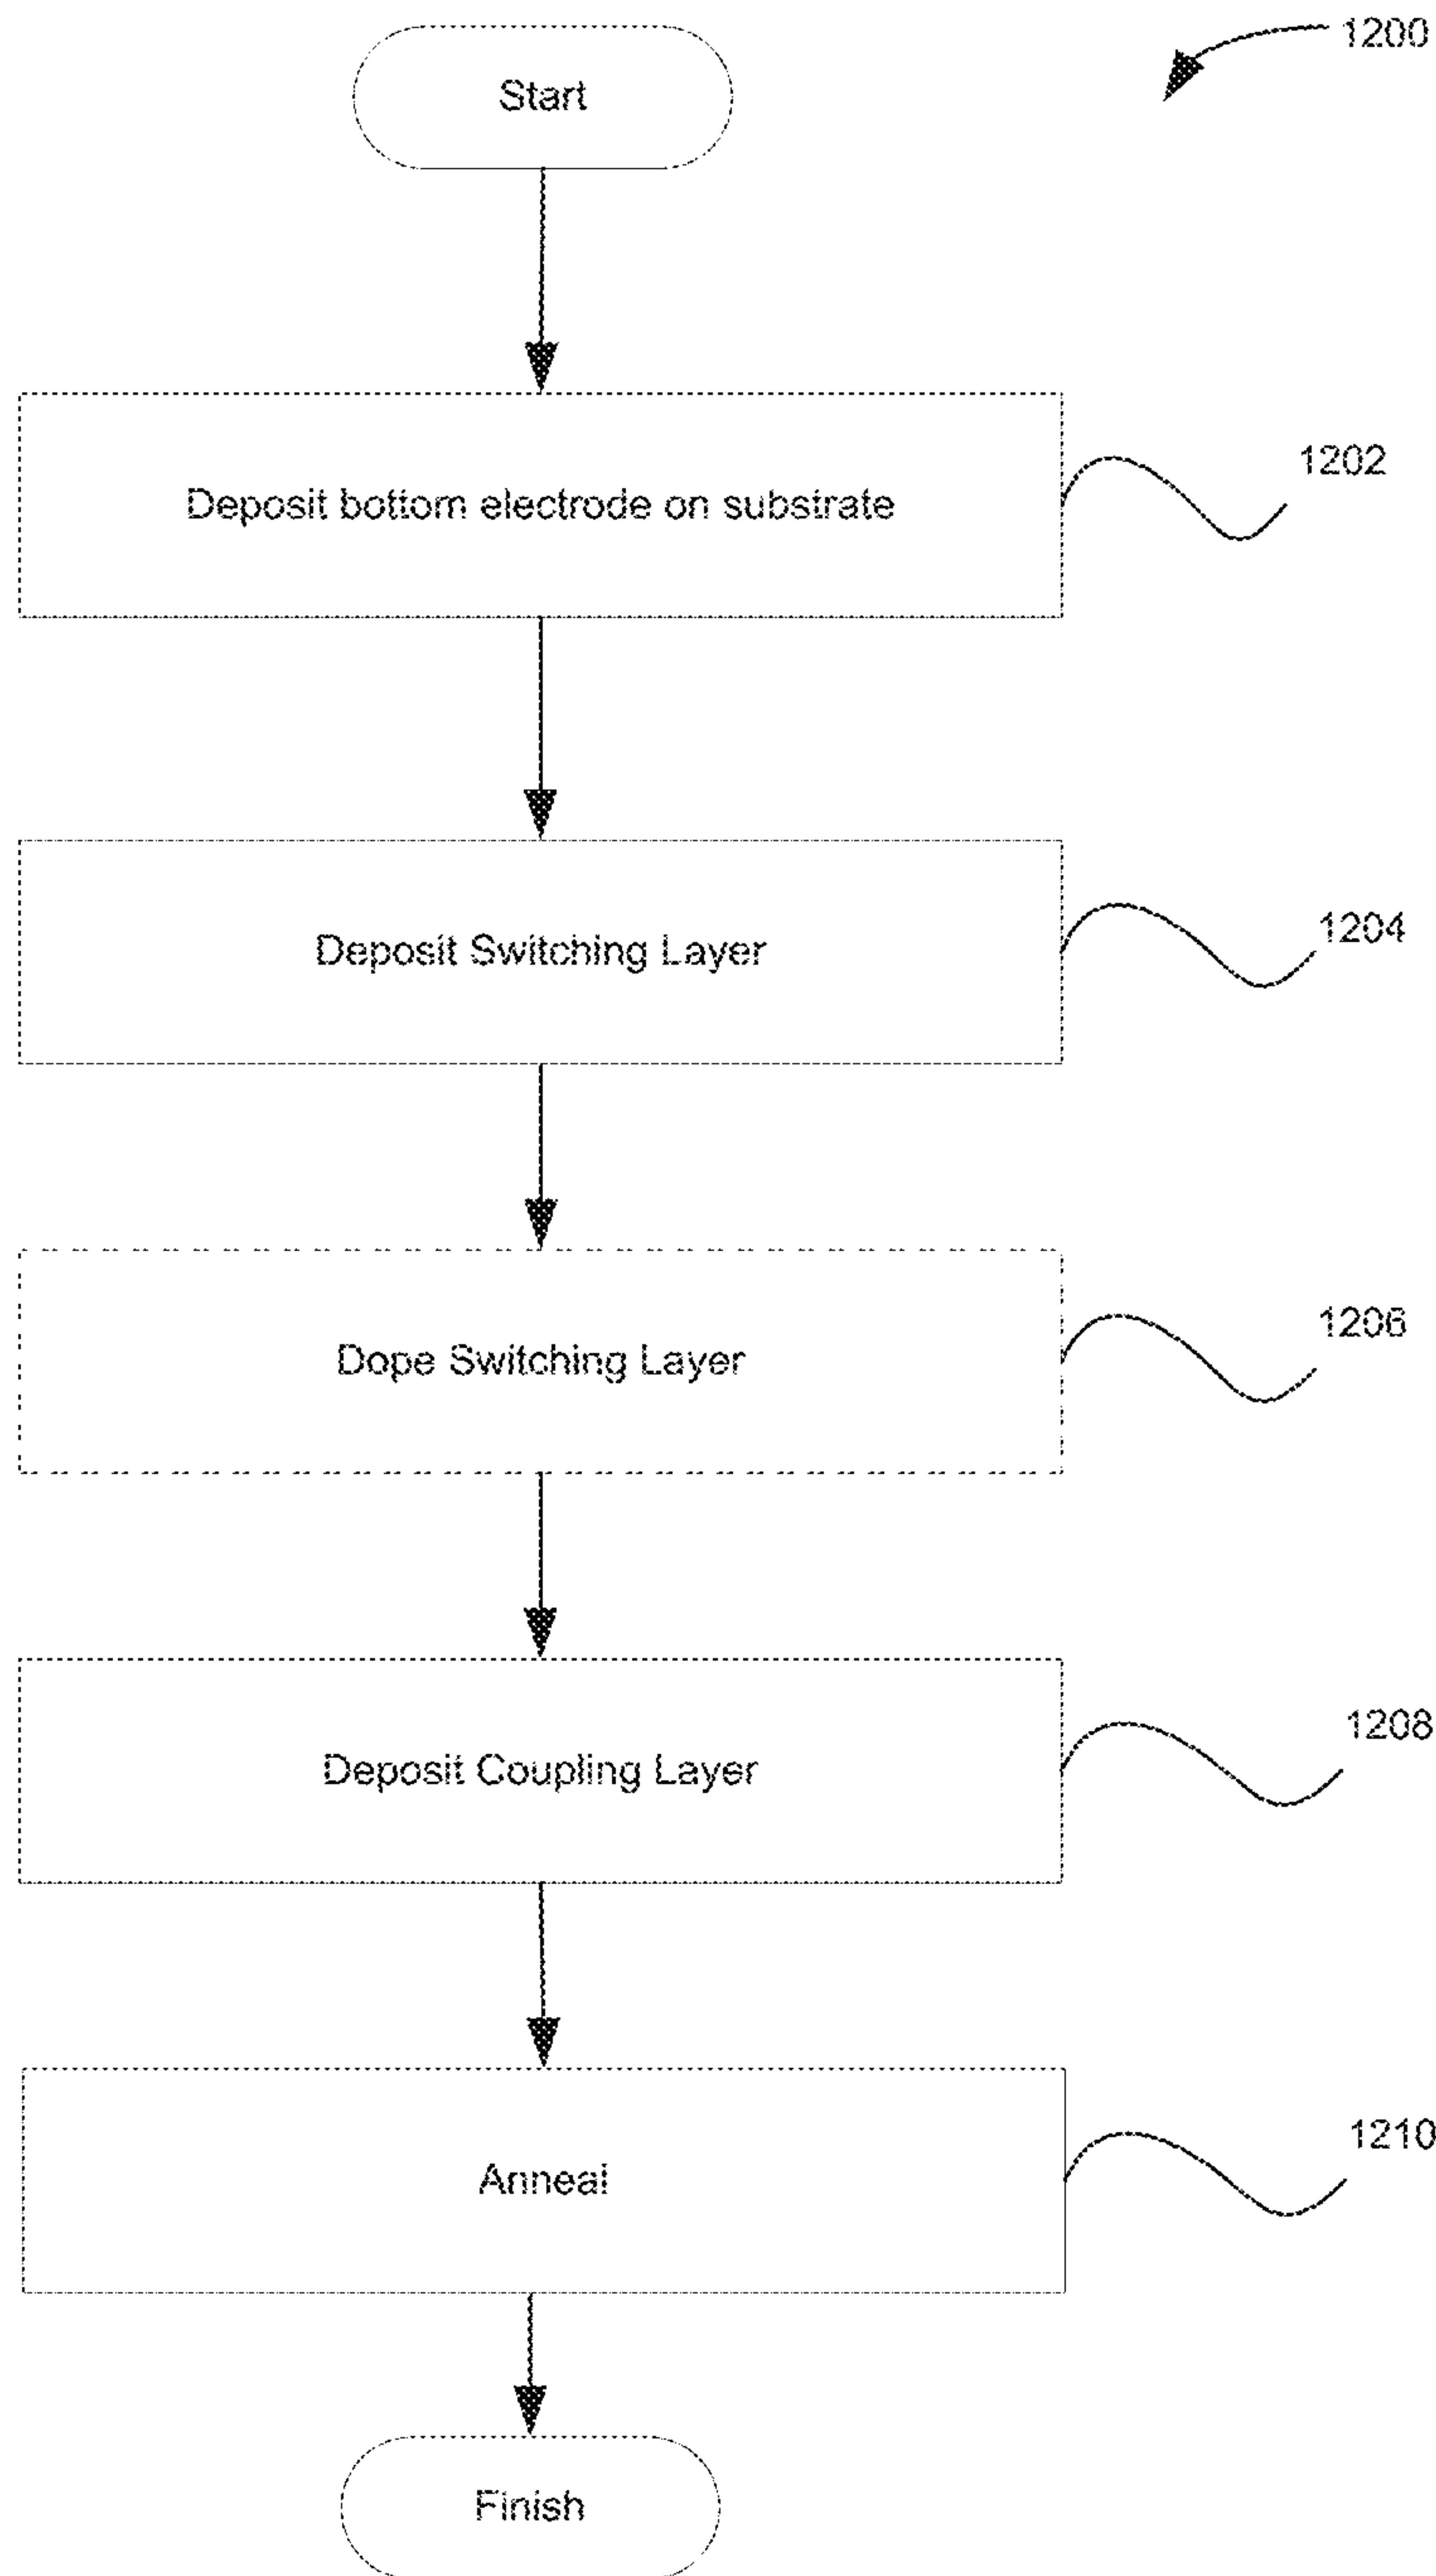 1200
Start
Deposit bottom electrode on substrate
1202
Deposit Switching Layer
1204
Dope Switching Layer
1206
Deposit Coupling Layer
1208
Anneal
1210
Finish